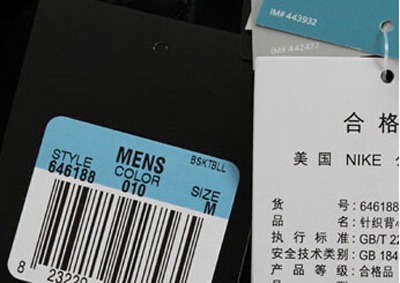 IM# 443932
IM# 442477
MENS
BSKTBLL
STYLE
646188
COLOR
010
SIZE
M
8
合格
美国 NIKE
货 号: 646188
品 名: 针织背
执行标准: GB/T 22
安全技术类别: GB 184
产品等级: 合格品